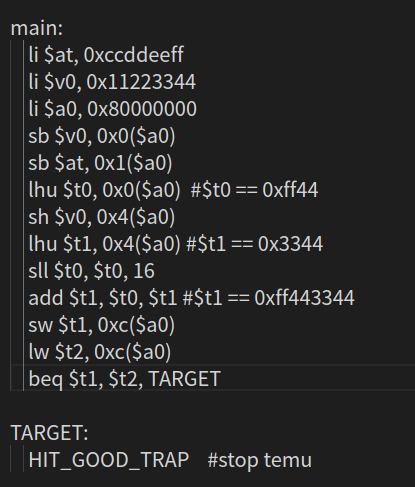 main:
li $at, 0xccddeeff
li $v0, 0x11223344
li $a0, 0x80000000
sb $v0, 0x0($a0)
sb $at, 0x1($a0)
lhu $t0, 0x0($a0)  #$t0 == 0xff44
sh $v0, 0x4($a0)
lhu $t1, 0x4($a0) #$t1 == 0x3344
sll $t0, $t0, 16
add $t1, $t0, $t1 #$t1 == 0xff443344
sw $t1, 0xc($a0)
lw $t2, 0xc($a0)
beq $t1, $t2, TARGET
TARGET:
HIT_GOOD_TRAP   #stop temu